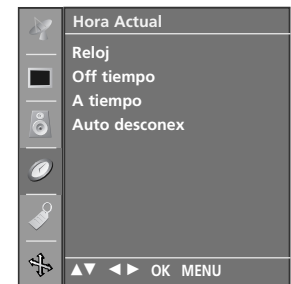 Hora Actual
Reloj
Off tiempo
A tiempo
Auto desconex
▲▼ ◄► OK MENU